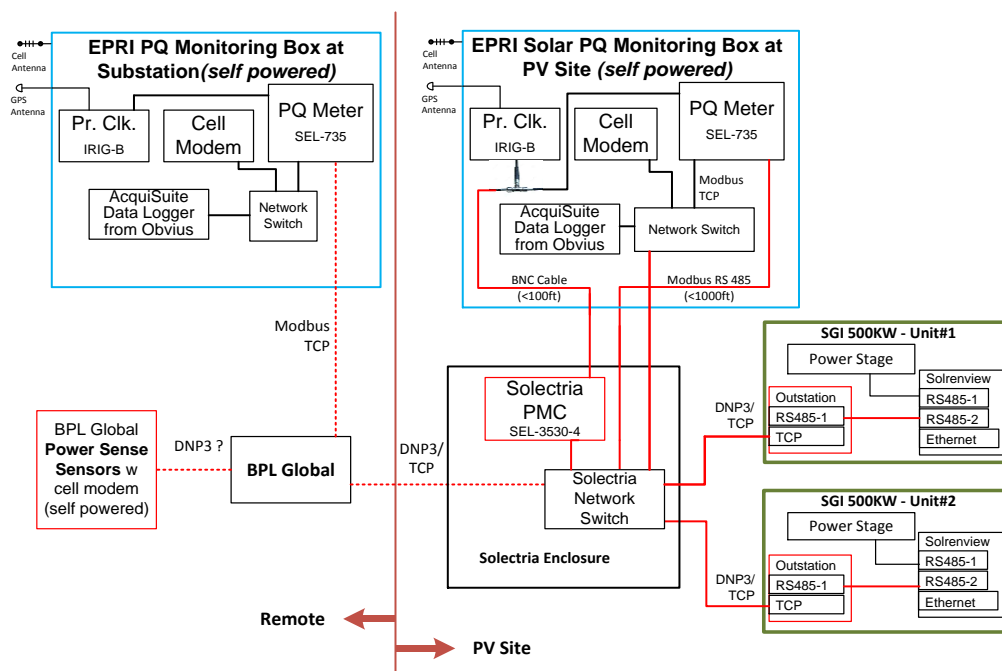 EPRI PQ Monitoring Box at
Substation(self powered)
Cell
Antenna
GPS
Antenna
Pr. Clk.
IRIG-B
Cell
Modem
PQ Meter
SEL-735
AcquiSuite
Data Logger
from Obvius
Network
Switch
Modbus
TCP
EPRI Solar PQ Monitoring Box at
PV Site (self powered)
Cell
Antenna
GPS
Antenna
Pr. Clk.
IRIG-B
Cell
Modem
PQ Meter
SEL-735
Modbus
TCP
AcquiSuite
Data Logger
from Obvius
Network Switch
BNC Cable
(<100ft)
Modbus RS 485
(<1000ft)
BPL Global
Power Sense
Sensors w
cell modem
(self powered)
DNP3 ?
BPL Global
DNP3/
TCP
Solectria
PMC
SEL-3530-4
Solectria
Network
Switch
Solectria Enclosure
DNP3/
TCP
DNP3/
TCP
SGI 500KW - Unit#1
Power Stage
Outstation
RS485-1
TCP
Solrenview
RS485-1
RS485-2
Ethernet
SGI 500KW - Unit#2
Power Stage
Outstation
RS485-1
TCP
Solrenview
RS485-1
RS485-2
Ethernet
Remote
PV Site